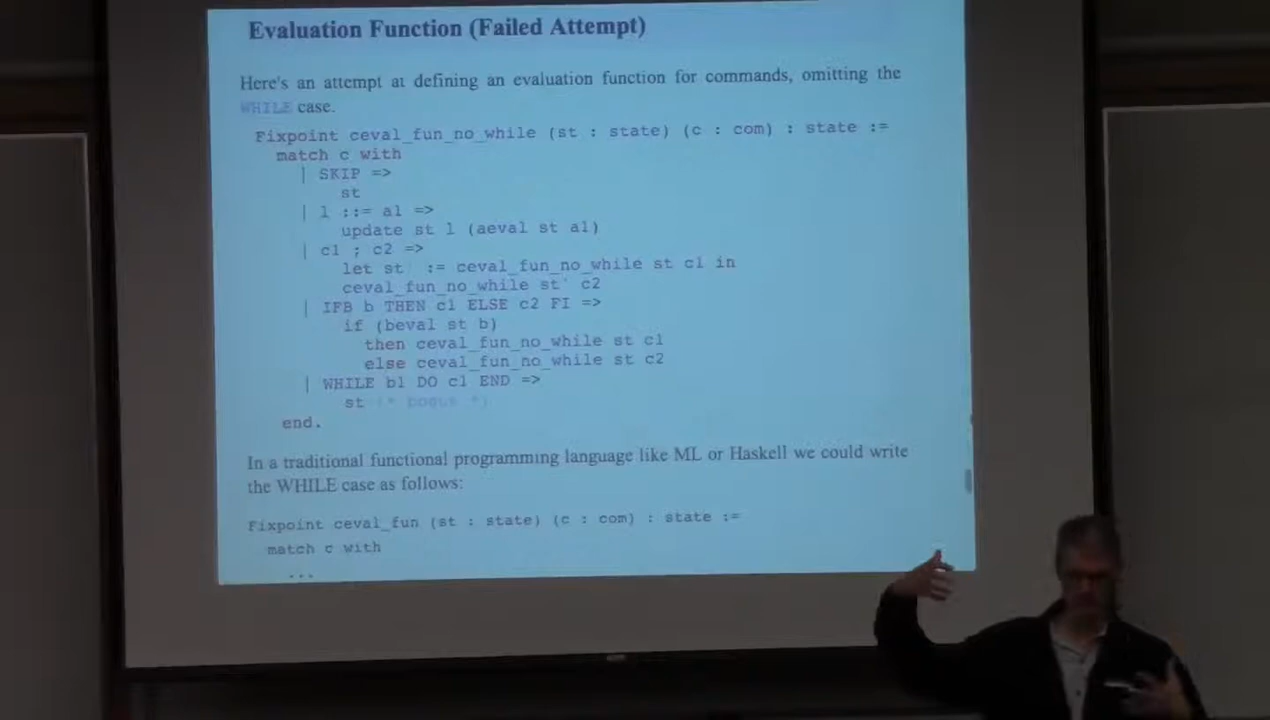 Evaluation Function (Failed Attempt)
Here's an attempt at defining an evaluation function for commands, omitting the
WHILE case.
Fixpoint ceval_fun_no_while (st : state) (c : com) : state :=
match c with
| SKIP =>
st
| l ::= a1 =>
update st l (aeval st a1)
| c1 ; c2 =>
let st' := ceval_fun_no_while st c1 in
ceval_fun_no_while st' c2
| IFB b THEN c1 ELSE c2 FI =>
if (beval st b)
then ceval_fun_no_while st c1
else ceval_fun_no_while st c2
| WHILE b1 DO c1 END =>
st (* bogus *)
end.
In a traditional functional programming language like ML or Haskell we could write
the WHILE case as follows:
Fixpoint ceval_fun (st : state) (c : com) : state :=
match c with
...